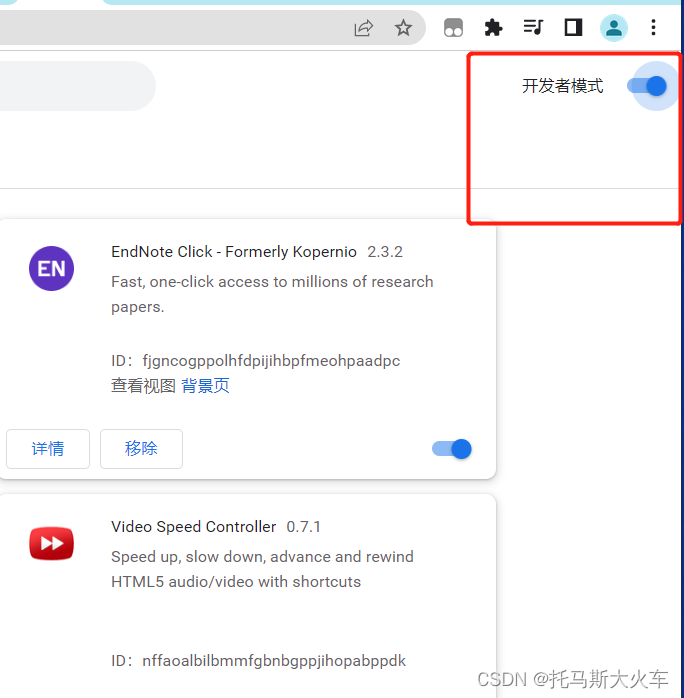 开发者模式
EN
EndNote Click - Formerly Kopernio 2.3.2
Fast, one-click access to millions of research
papers.
ID：fjgncogppolhfdpijihbpfmeohpaadpc
查看视图 背景页
详情 移除
Video Speed Controller 0.7.1
Speed up, slow down, advance and rewind
HTML5 audio/video with shortcuts
ID：nffaoalbilbmmfgbnbgppjihopabppdk
CSDN @托马斯大火车